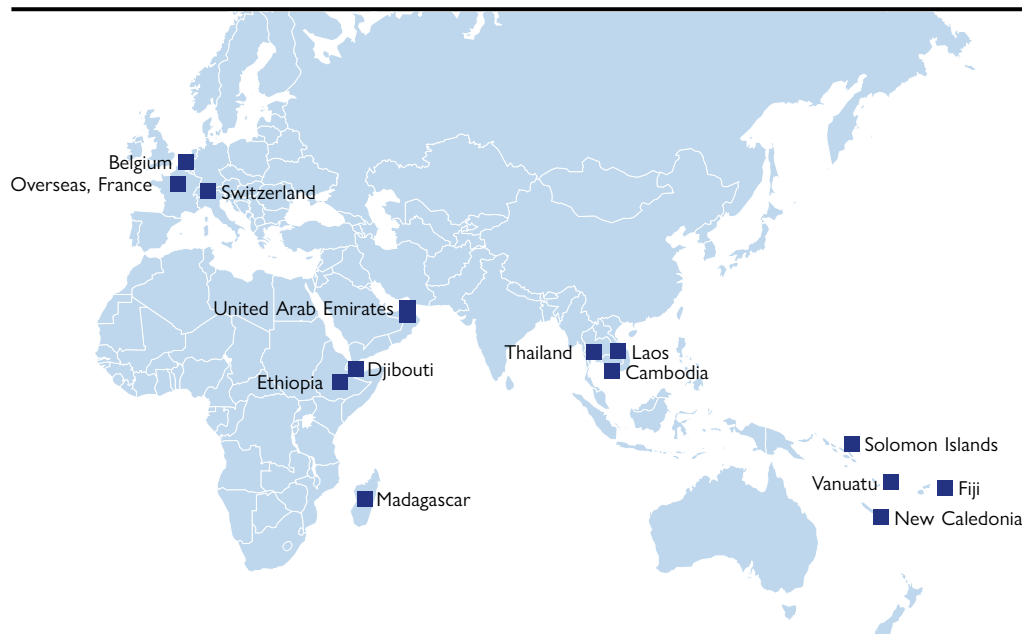 Belgium
Overseas, France
Switzerland
United Arab Emirates
Thailand
Laos
Djibouti
Cambodia
Ethiopia
Solomon Islands
Vanuatu
Fiji
Madagascar
New Caledonia